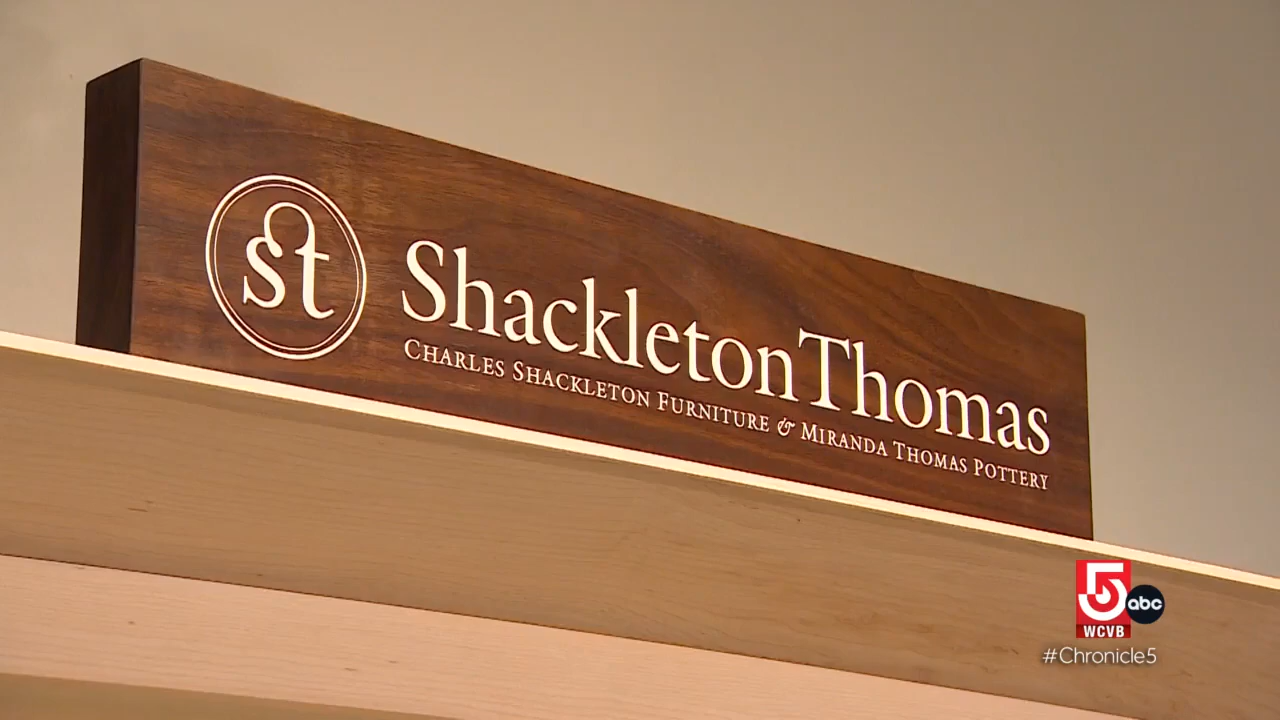 st
ShackletonThomas
CHARLES SHACKLETON FURNITURE & MIRANDA THOMAS POTTERY
5
abc
WCVB
#Chronicle5